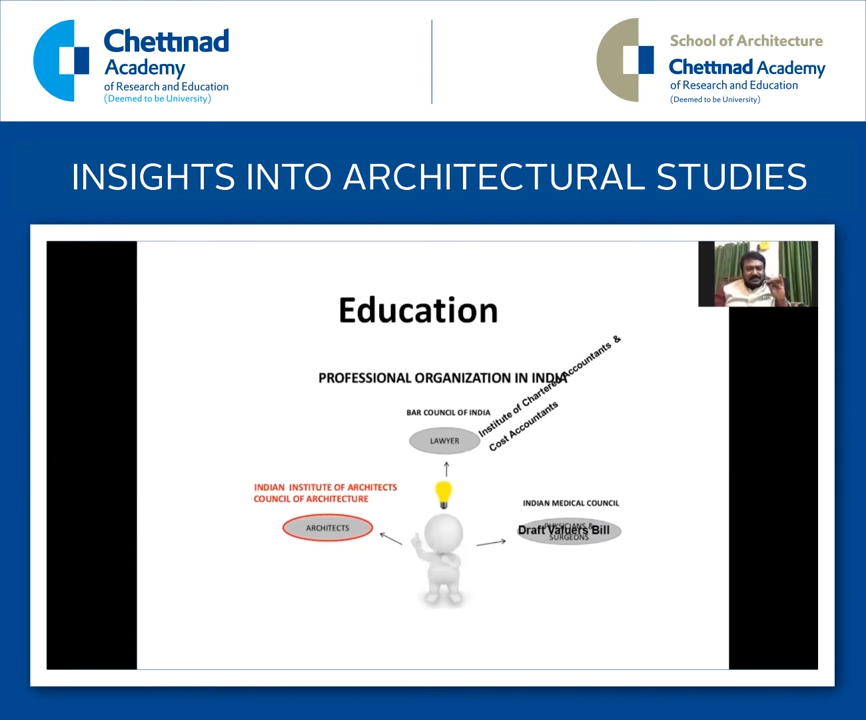 Chettinad
Academy
of Research and Education
(Deemed to be University)
School of Architecture
Chettinad Academy
of Research and Education
(Deemed to be University)
INSIGHTS INTO ARCHITECTURAL STUDIES
Education
PROFESSIONAL ORGANIZATION IN INDIA
Institute of Chartered Accountants &
Cost Accountants
BAR COUNCIL OF INDIA
LAWYER
INDIAN INSTITUTE OF ARCHITECTS
COUNCIL OF ARCHITECTURE
ARCHITECTS
INDIAN MEDICAL COUNCIL
PHYSICIANS &
Draft Valuers Bill
SURGEONS